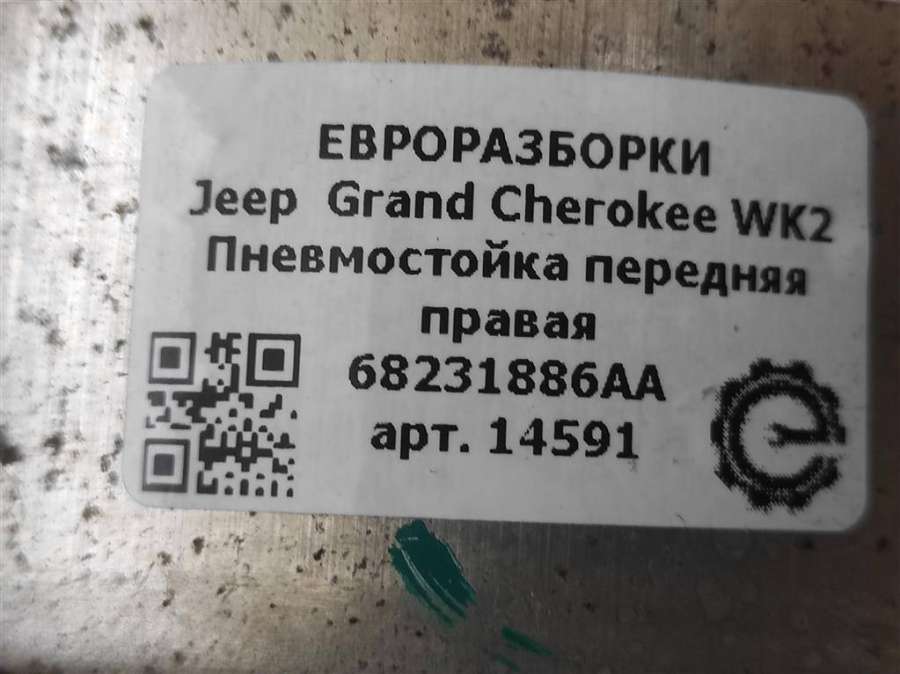 ЕВРОРАЗБОРКИ
Jeep Grand Cherokee WK2
Пневмостойка передняя
правая
68231886AA
арт. 14591